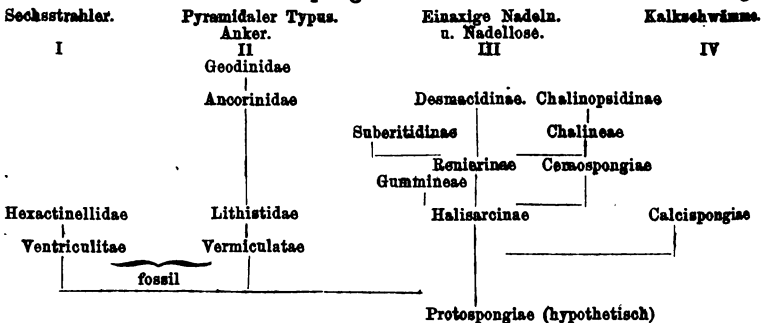 Sechsstrahler. Pyramidaler Typus. Einaxige Nadeln. Kalkschwämme.
Anker. u. Nadellose.
I II III IV
Geodinidae
Ancorinidae Desmacidinae. Chalinopsidinae
Suberitidinae Chalineae
Renierinae Ceraospongiae
Gummineae
Hexactinellidae Lithistidae Halisarcinae Calcispongiae
Ventriculitae Vermiculatae
fossil
Protospongiae (hypothetisch)